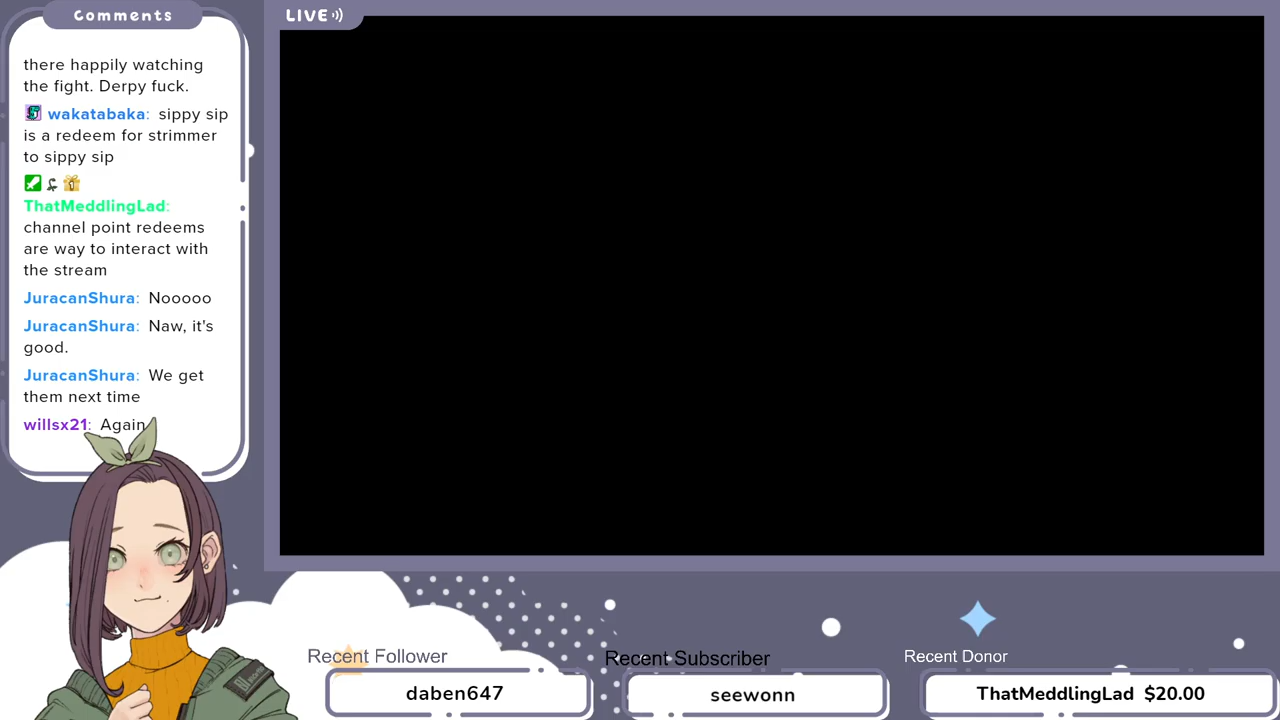 Comments
LIVE
there happily watching
the fight. Derpy fuck.
wakatabaka: sippy sip
is a redeem for strimmer
to sippy sip
ThatMeddlingLad:
channel point redeems
are way to interact with
the stream
JuracanShura: Nooooo
JuracanShura: Naw, it's
good.
JuracanShura: We get
them next time
willsx21: Again
Recent Follower
daben647
Recent Subscriber
seewonn
Recent Donor
ThatMeddlingLad $20.00